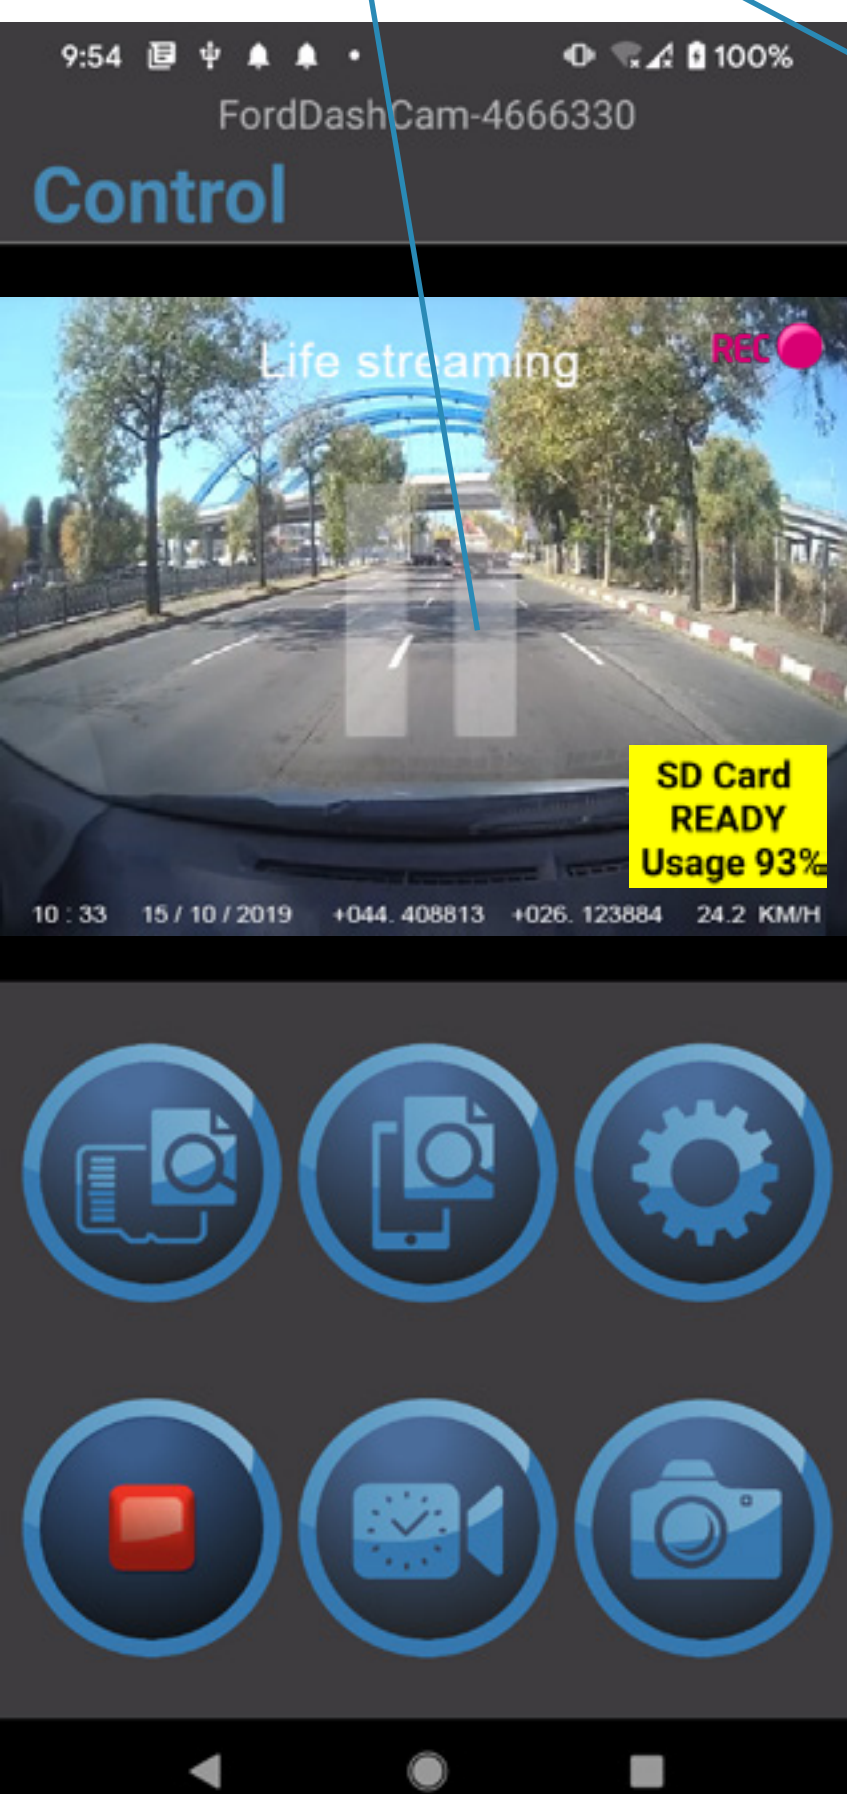 9:54 100%
FordDashCam-4666330
Control
Life streaming
REC
SD Card
READY
Usage 93%
10 : 33 15 / 10 / 2019 +044. 408813 +026. 123884 24.2 KM/H